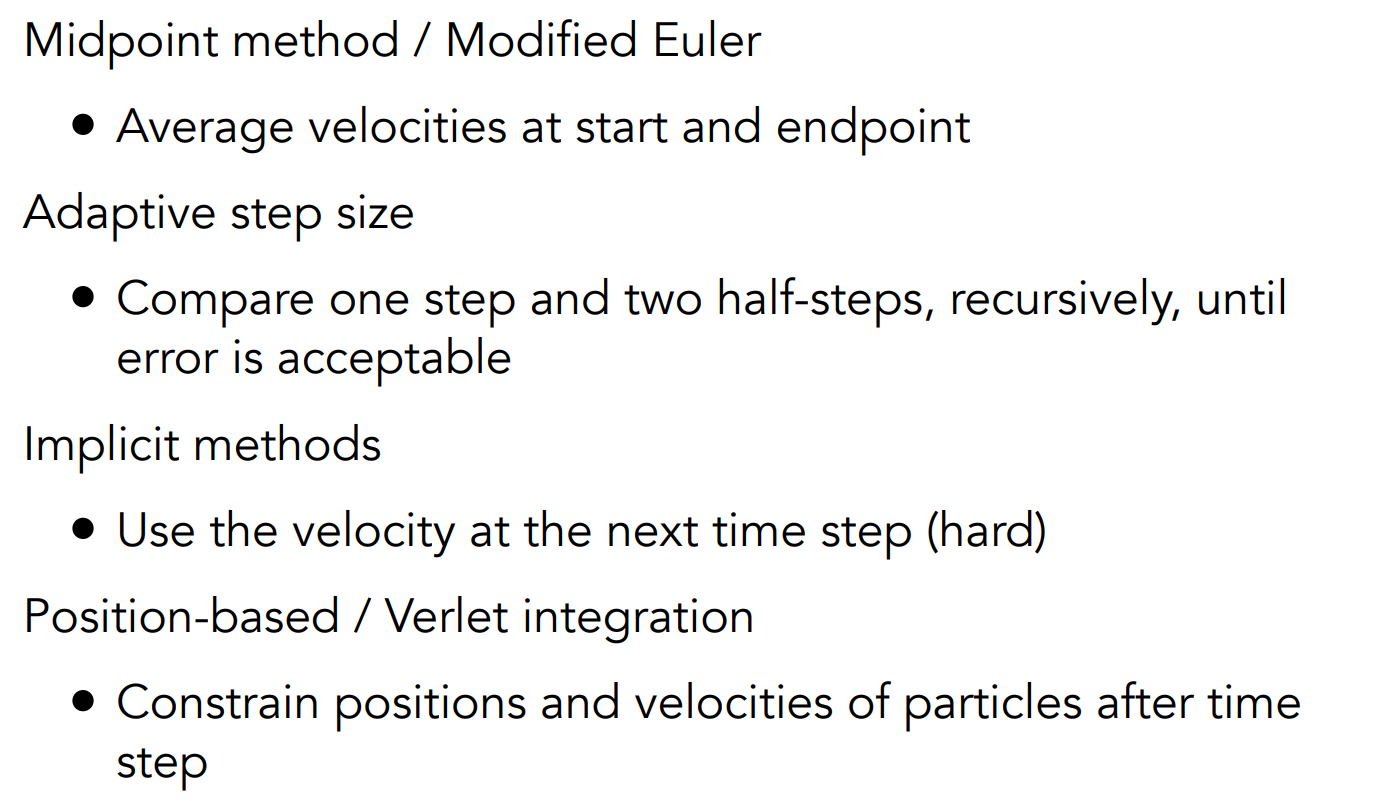 Midpoint method / Modified Euler
• Average velocities at start and endpoint
Adaptive step size
• Compare one step and two half-steps, recursively, until
error is acceptable
Implicit methods
• Use the velocity at the next time step (hard)
Position-based / Verlet integration
• Constrain positions and velocities of particles after time
step